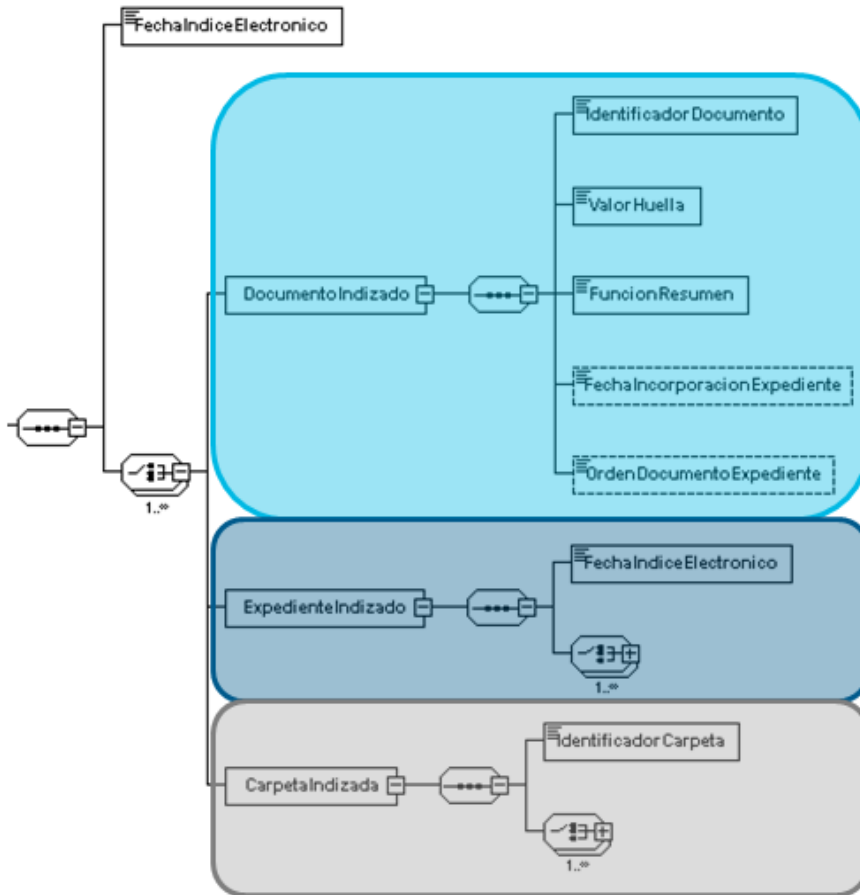 FechaIndiceElectronico
IdentificadorDocumento
ValorHuella
DocumentoIndizado
FuncionResumen
FechaIncorporacionExpediente
OrdenDocumentoExpediente
1..∞
FechaIndiceElectronico
ExpedienteIndizado
1..∞
IdentificadorCarpeta
CarpetaIndizada
1..∞